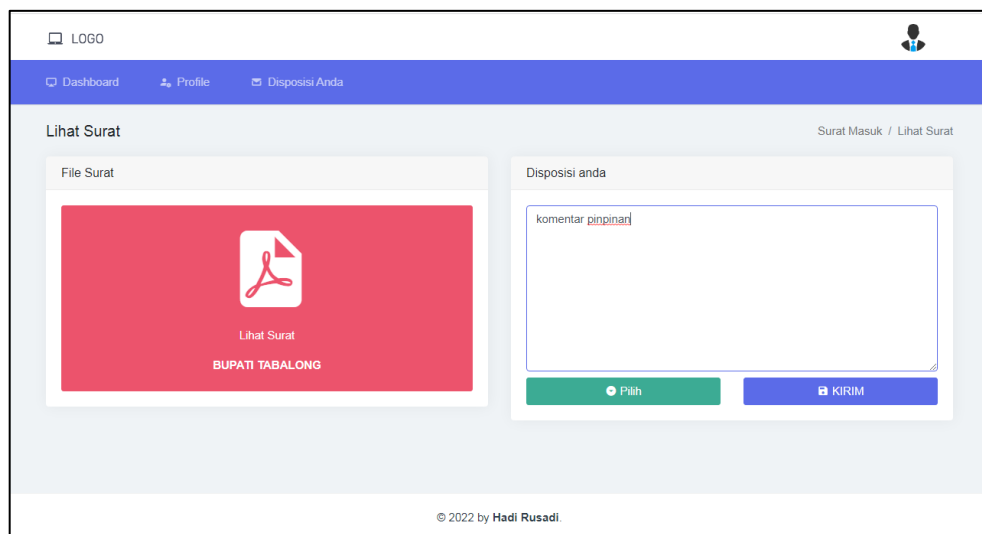 LOGO
Dashboard Profile Disposisi Anda
Lihat Surat
Surat Masuk / Lihat Surat
File Surat
Lihat Surat
BUPATI TABALONG
Disposisi anda
komentar pinpinan
Pilih
KIRIM
© 2022 by Hadi Rusadi.